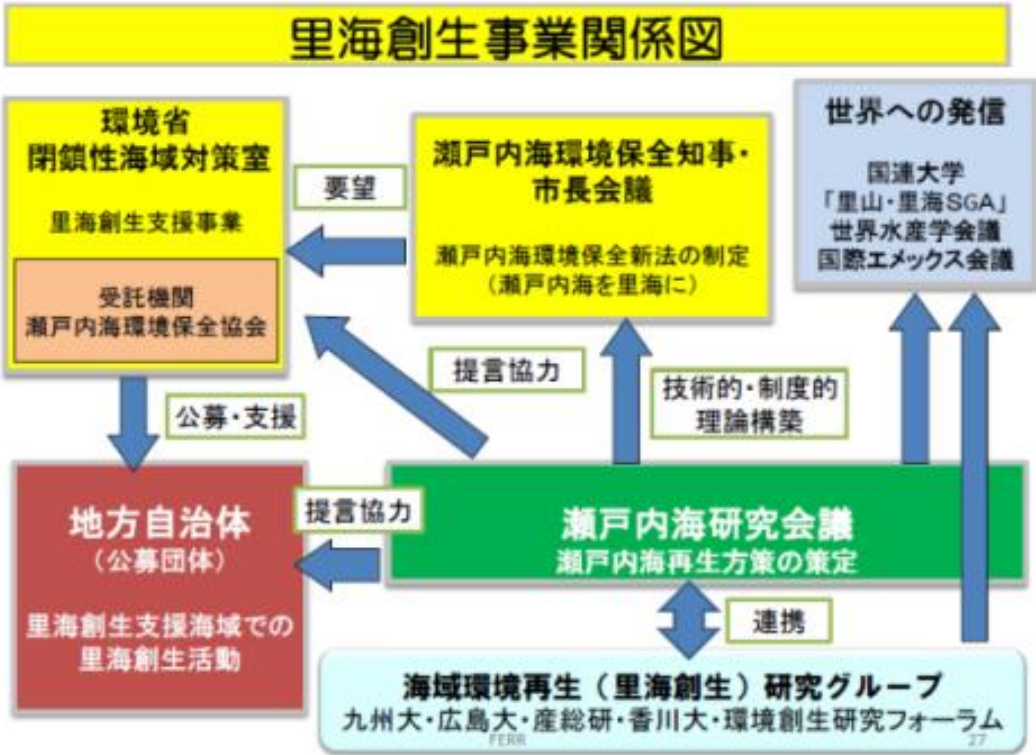 里海創生事業関係図
環境省
閉鎖性海域対策室
里海創生支援事業
受託機関
瀬戸内海環境保全協会
要望
瀬戸内海環境保全知事・
市長会議
瀬戸内海環境保全新法の制定
(瀬戸内海を里海に)
世界への発信
国連大学
「里山・里海SGA」
世界水産学会議
国際エメックス会議
公募・支援
提言協力
技術的・制度的
理論構築
地方自治体
(公募団体)
里海創生支援海域での
里海創生活動
提言協力
瀬戸内海研究会議
瀬戸内海再生方策の策定
連携
海域環境再生(里海創生)研究グループ
九州大・広島大・産総研・香川大・環境創生研究フォーラム
FERR
27